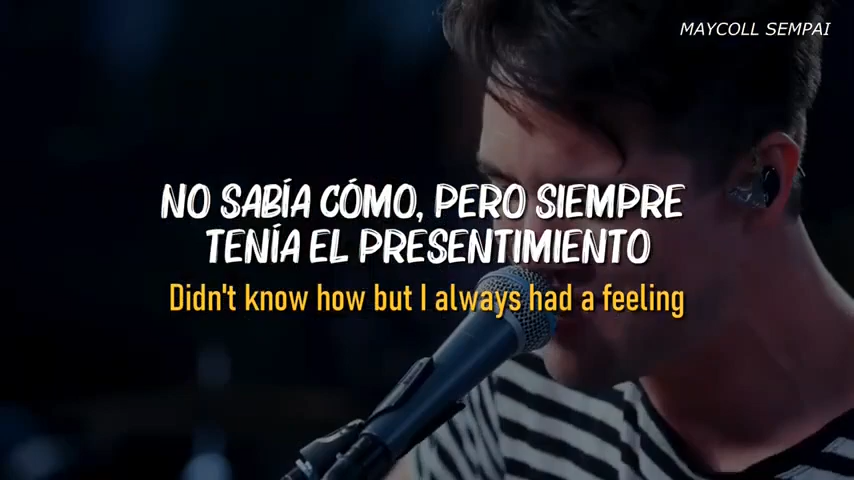 MAYCOLL SEMPAI
NO SABÍA CÓMO, PERO SIEMPRE
TENÍA EL PRESENTIMIENTO
Didn't know how but I always had a feeling